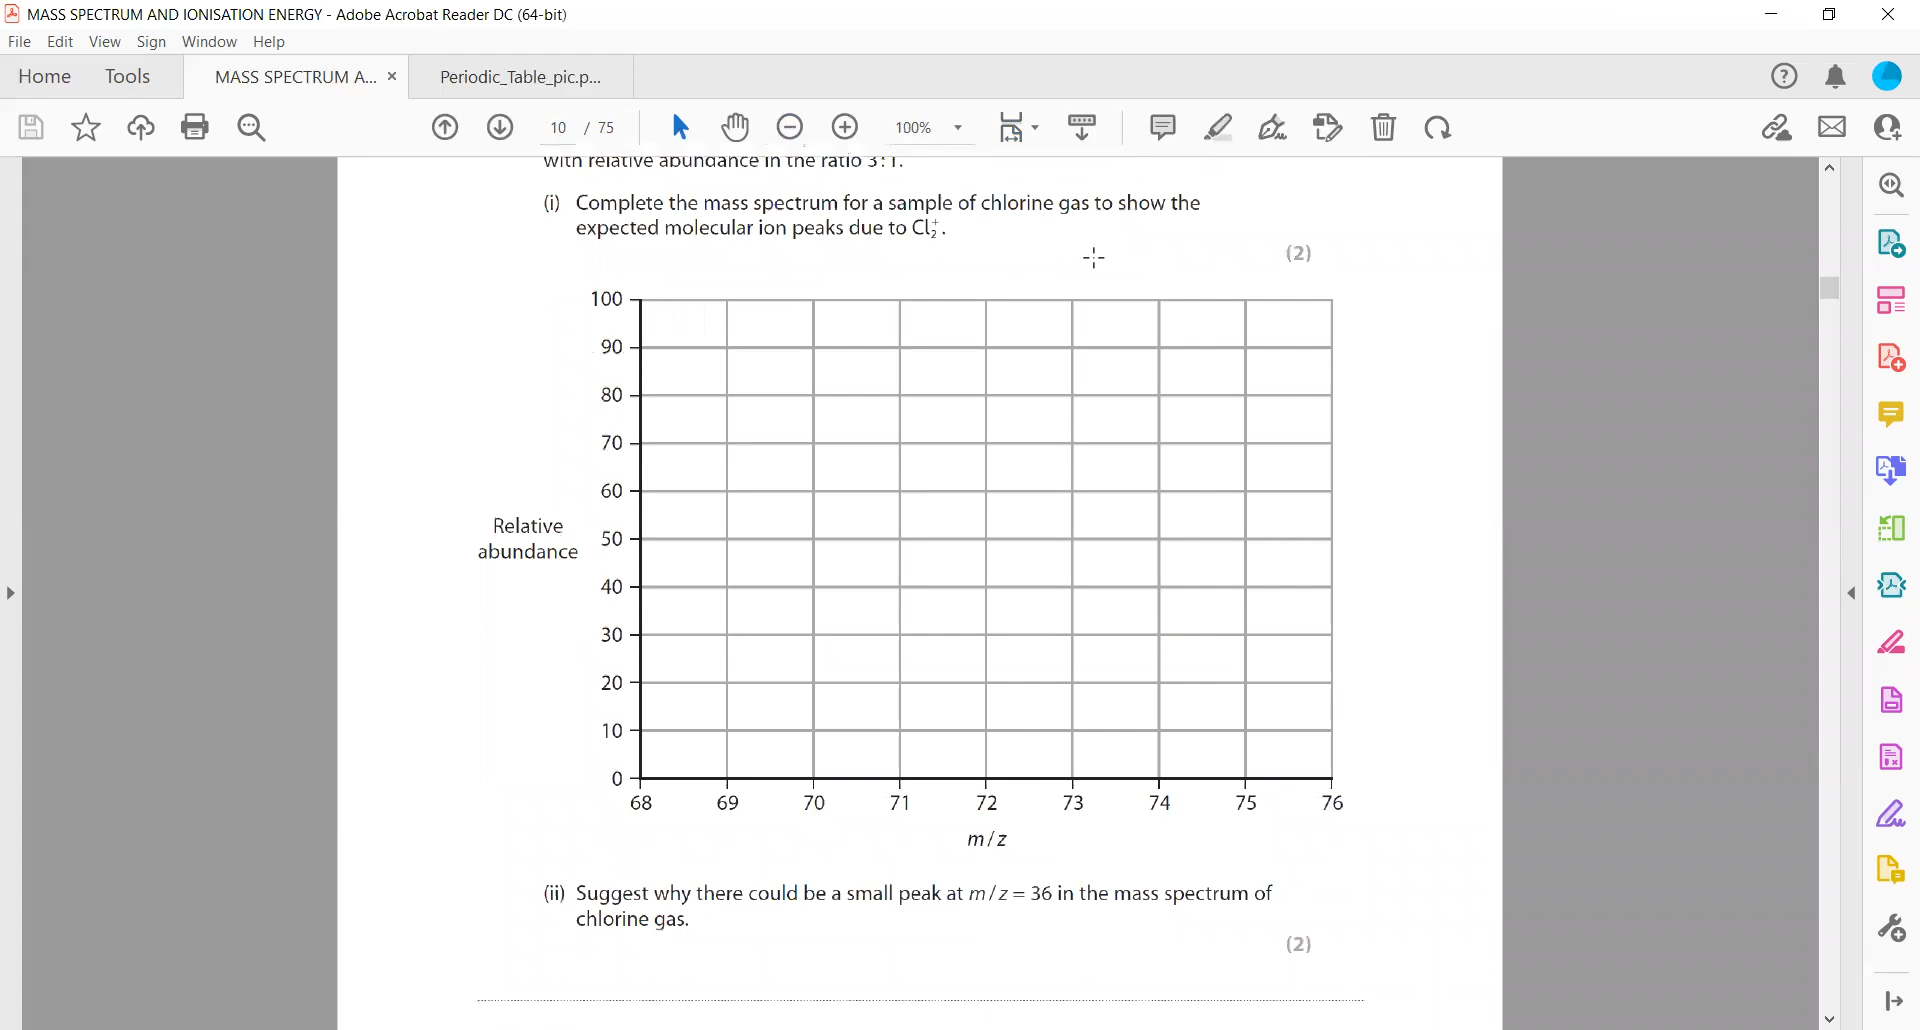 MASS SPECTRUM AND IONISATION ENERGY - Adobe Acrobat Reader DC (64-bit)
File Edit View Sign Window Help
Home Tools MASS SPECTRUM A... × Periodic_Table_pic.p...
10 / 75 100%
with relative abundance in the ratio 3:1.
(i) Complete the mass spectrum for a sample of chlorine gas to show the
expected molecular ion peaks due to Cl₂⁺.
(2)
100
90
80
70
60
50
40
30
20
10
0
Relative
abundance
68 69 70 71 72 73 74 75 76
m/z
(ii) Suggest why there could be a small peak at m/z = 36 in the mass spectrum of
chlorine gas.
(2)